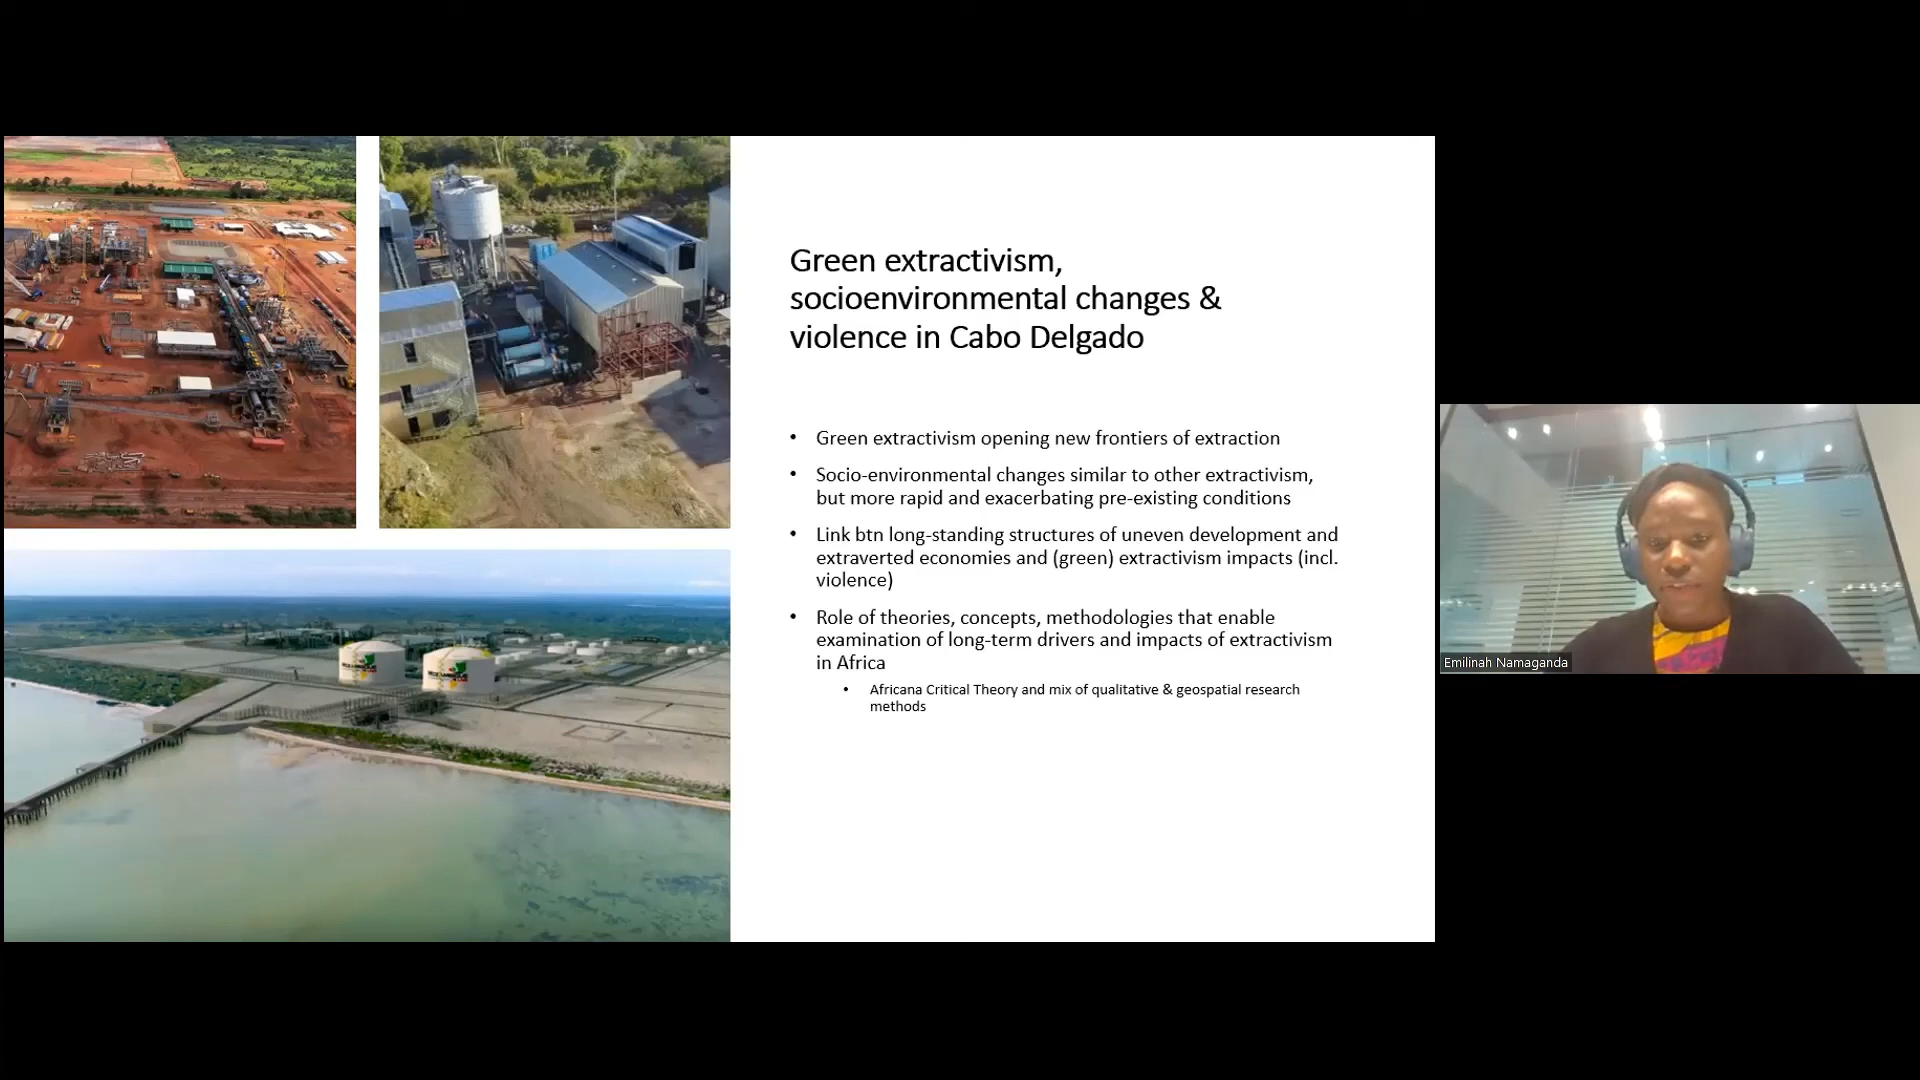 Green extractivism,
socioenvironmental changes &
violence in Cabo Delgado
• Green extractivism opening new frontiers of extraction
• Socio-environmental changes similar to other extractivism,
but more rapid and exacerbating pre-existing conditions
• Link btn long-standing structures of uneven development and
extraverted economies and (green) extractivism impacts (incl.
violence)
• Role of theories, concepts, methodologies that enable
examination of long-term drivers and impacts of extractivism
in Africa
• Africana Critical Theory and mix of qualitative & geospatial research
methods
Emilinah Namaganda